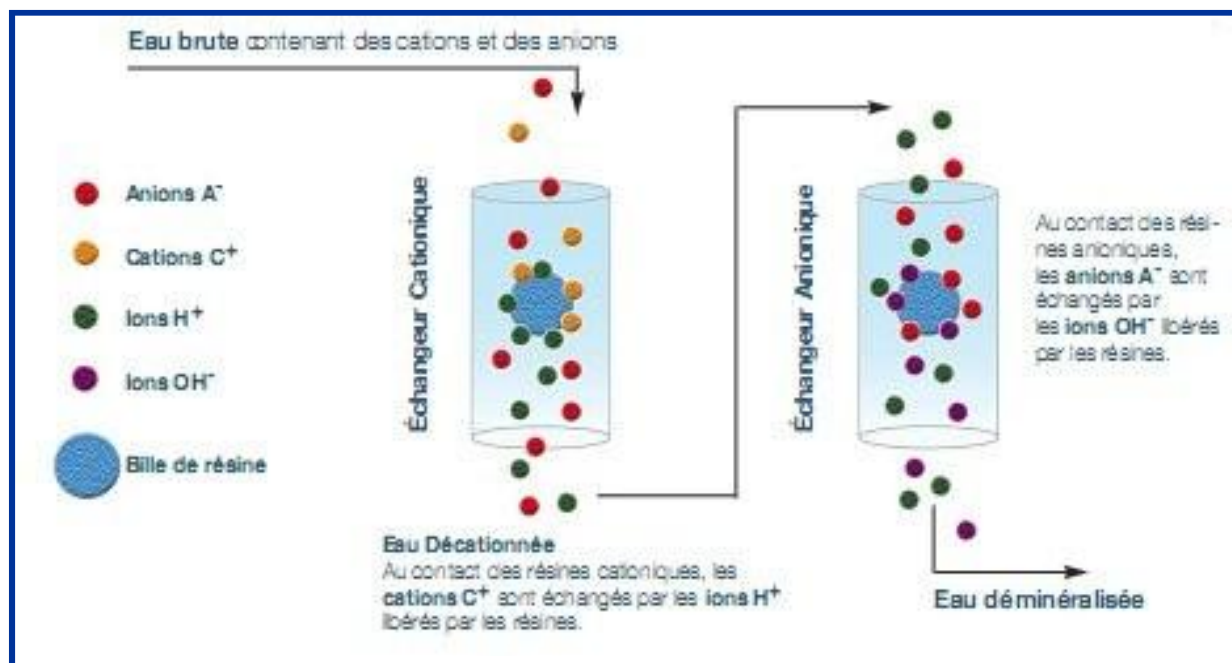 Eau brute contenant des cations et des anions
Anions A⁻
Cations C⁺
Ions H⁺
Ions OH⁻
Bille de résine
Échangeur Cationique
Eau Décationnée
Au contact des résines cationiques, les
cations C⁺ sont échangés par les ions H⁺
libérés par les résines.
Échangeur Anionique
Au contact des rési-
nes anioniques,
les anions A⁻ sont
échangés par
les ions OH⁻ libérés
par les résines.
Eau déminéralisée